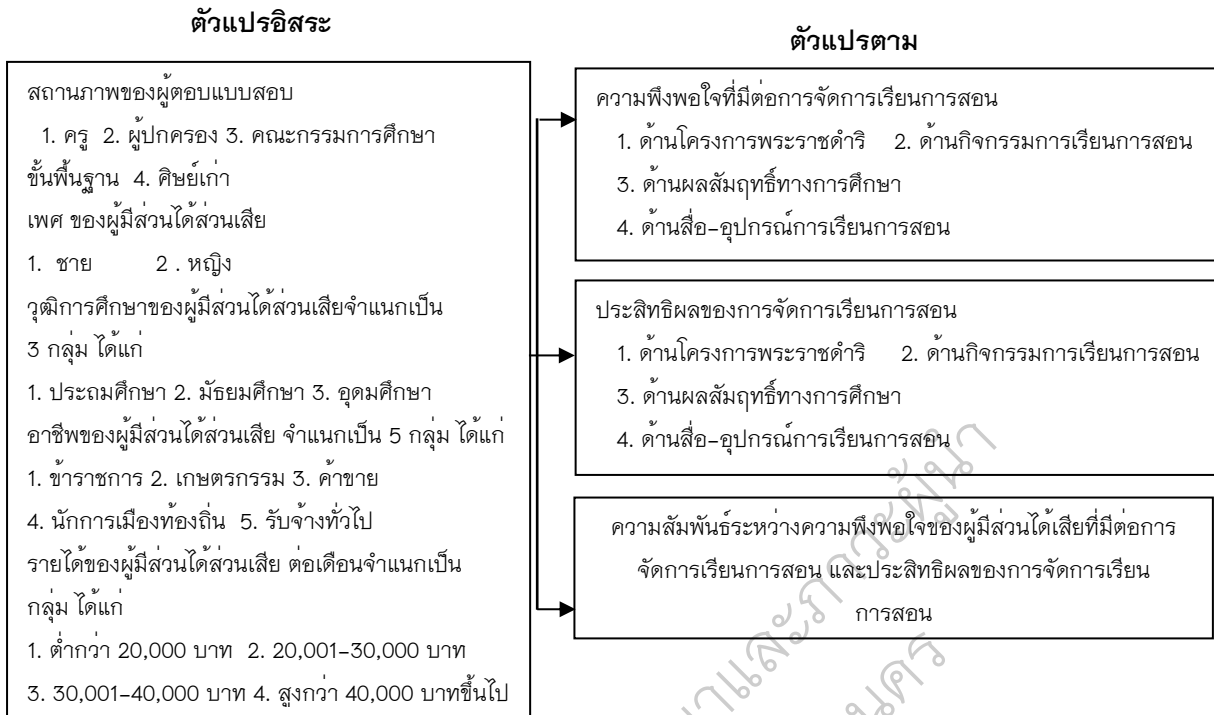 ตัวแปรอิสระ
สถานภาพของผู้ตอบแบบสอบ
1. ครู 2. ผู้ปกครอง 3. คณะกรรมการศึกษา
ขั้นพื้นฐาน 4. ศิษย์เก่า
เพศ ของผู้มีส่วนได้ส่วนเสีย
1. ชาย 2 . หญิง
วุฒิการศึกษาของผู้มีส่วนได้ส่วนเสียจำแนกเป็น
3 กลุ่ม ได้แก่
1. ประถมศึกษา 2. มัธยมศึกษา 3. อุดมศึกษา
อาชีพของผู้มีส่วนได้ส่วนเสีย จำแนกเป็น 5 กลุ่ม ได้แก่
1. ข้าราชการ 2. เกษตรกรรม 3. ค้าขาย
4. นักการเมืองท้องถิ่น 5. รับจ้างทั่วไป
รายได้ของผู้มีส่วนได้ส่วนเสีย ต่อเดือนจำแนกเป็น
กลุ่ม ได้แก่
1. ต่ำกว่า 20,000 บาท 2. 20,001-30,000 บาท
3. 30,001-40,000 บาท 4. สูงกว่า 40,000 บาทขึ้นไป
ตัวแปรตาม
ความพึงพอใจที่มีต่อการจัดการเรียนการสอน
1. ด้านโครงการพระราชดำริ 2. ด้านกิจกรรมการเรียนการสอน
3. ด้านผลสัมฤทธิ์ทางการศึกษา
4. ด้านสื่อ-อุปกรณ์การเรียนการสอน
ประสิทธิผลของการจัดการเรียนการสอน
1. ด้านโครงการพระราชดำริ 2. ด้านกิจกรรมการเรียนการสอน
3. ด้านผลสัมฤทธิ์ทางการศึกษา
4. ด้านสื่อ-อุปกรณ์การเรียนการสอน
ความสัมพันธ์ระหว่างความพึงพอใจของผู้มีส่วนได้เสียที่มีต่อการ
จัดการเรียนการสอน และประสิทธิผลของการจัดการเรียน
การสอน